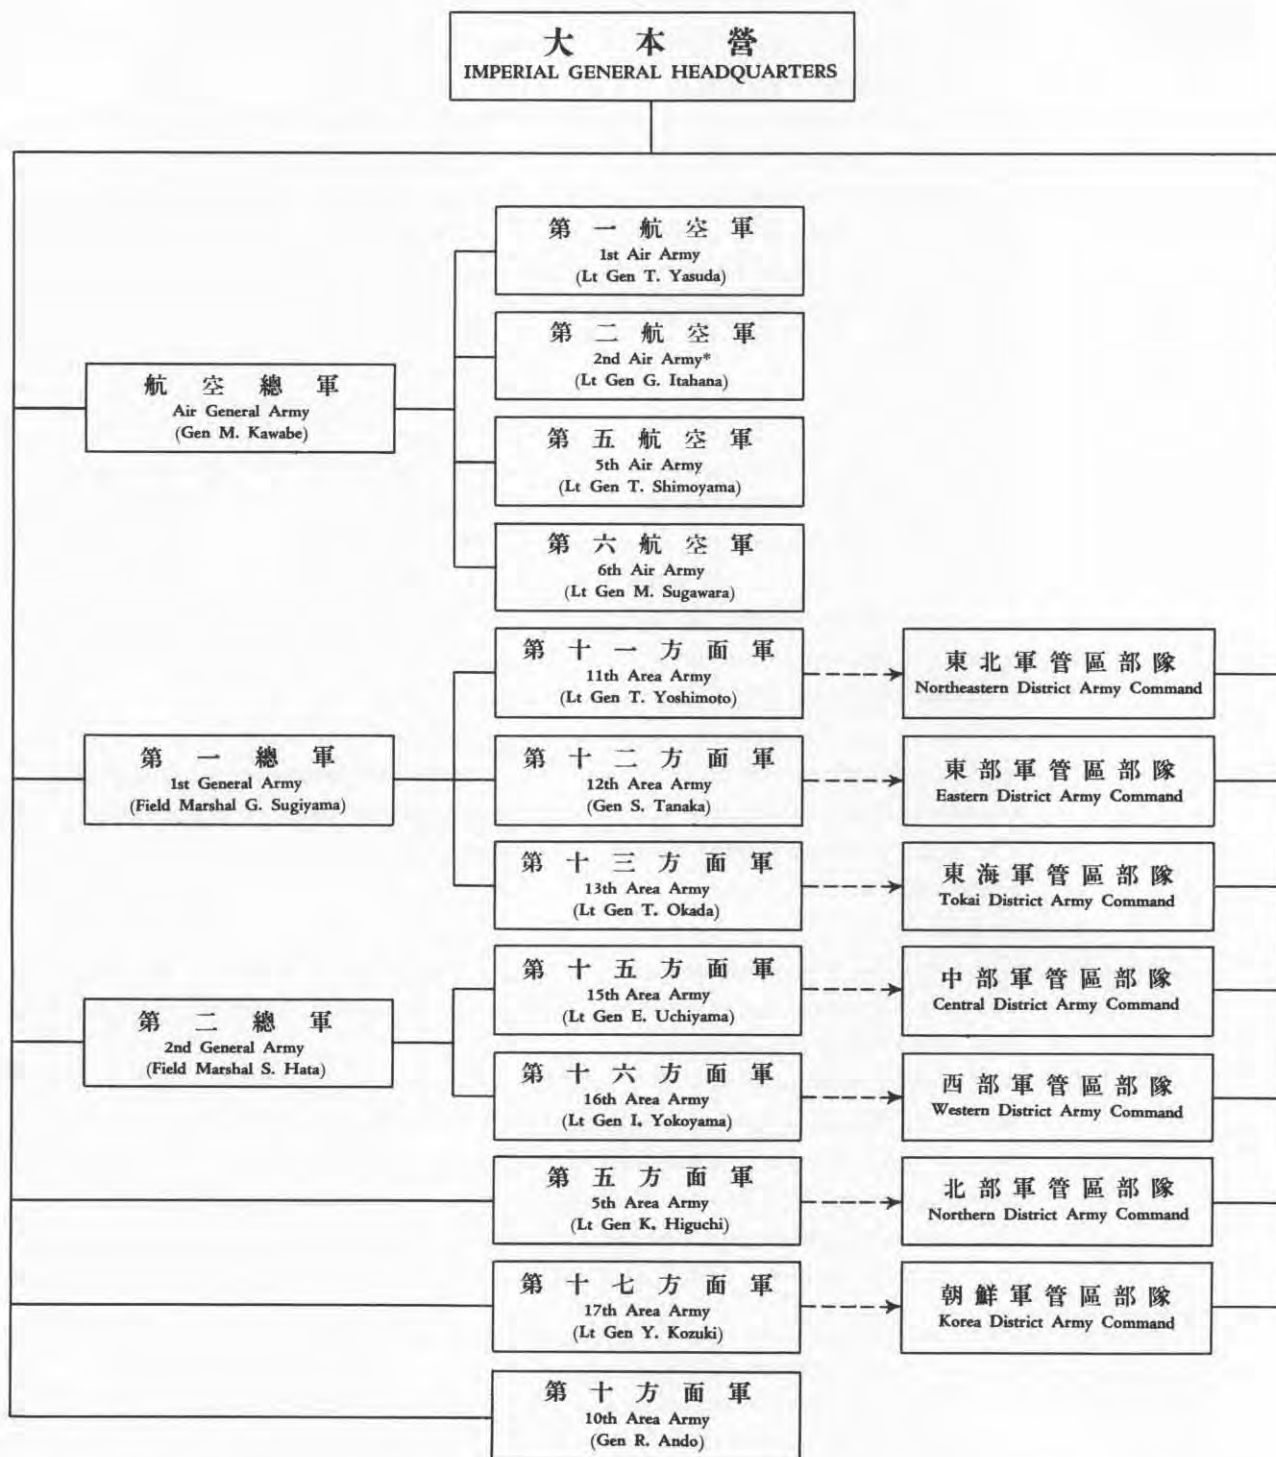 大本營
IMPERIAL GENERAL HEADQUARTERS
第一航空軍
1st Air Army
(Lt Gen T. Yasuda)
第二航空軍
2nd Air Army*
(Lt Gen G. Itahana)
航空總軍
Air General Army
(Gen M. Kawabe)
第五航空軍
5th Air Army
(Lt Gen T. Shimoyama)
第六航空軍
6th Air Army
(Lt Gen M. Sugawara)
第十一方面軍
11th Area Army
(Lt Gen T. Yoshimoto)
東北軍管區部隊
Northeastern District Army Command
第一總軍
1st General Army
(Field Marshal G. Sugiyama)
第十二方面軍
12th Area Army
(Gen S. Tanaka)
東部軍管區部隊
Eastern District Army Command
第十三方面軍
13th Area Army
(Lt Gen T. Okada)
東海軍管區部隊
Tokai District Army Command
第十五方面軍
15th Area Army
(Lt Gen E. Uchiyama)
中部軍管區部隊
Central District Army Command
第二總軍
2nd General Army
(Field Marshal S. Hata)
第十六方面軍
16th Area Army
(Lt Gen I. Yokoyama)
西部軍管區部隊
Western District Army Command
第五方面軍
5th Area Army
(Lt Gen K. Higuchi)
北部軍管區部隊
Northern District Army Command
第十七方面軍
17th Area Army
(Lt Gen Y. Kozuki)
朝鮮軍管區部隊
Korea District Army Command
第十方面軍
10th Area Army
(Gen R. Ando)